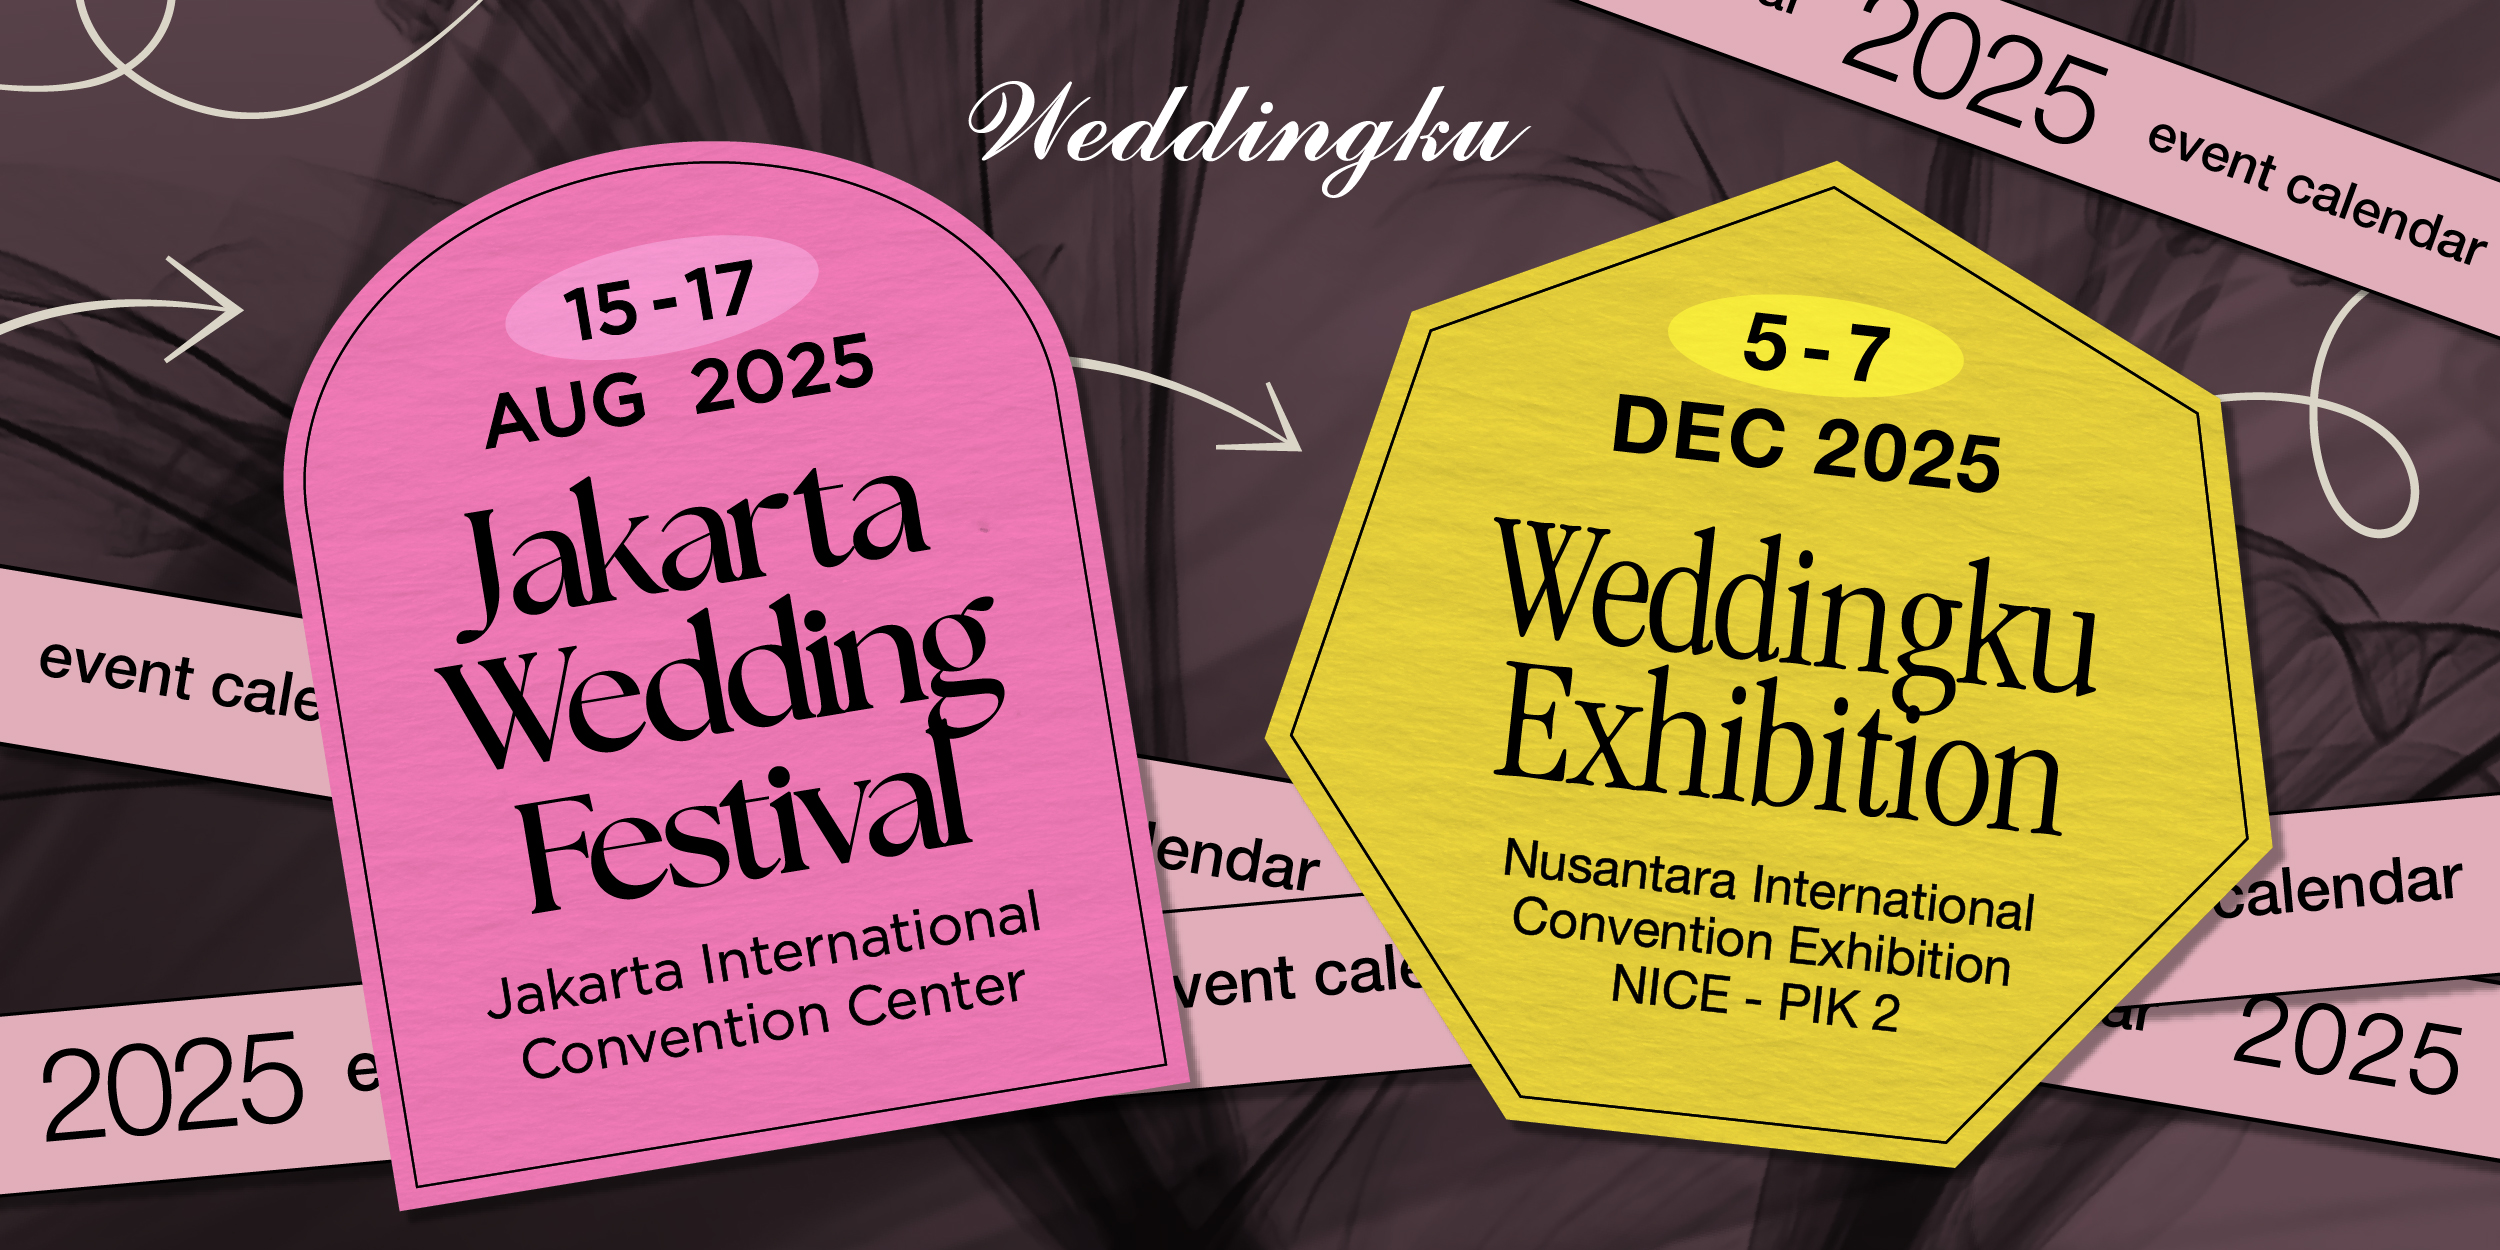 2025 event calendar
Weddingku
15 - 17
AUG 2025
Jakarta
Wedding
Festival
Jakarta International
Convention Center
5 - 7
DEC 2025
Weddingku
Exhibition
Nusantara International
Convention Exhibition
NICE - PIK 2
event cale
endar
calendar
vent cale
2025
2025